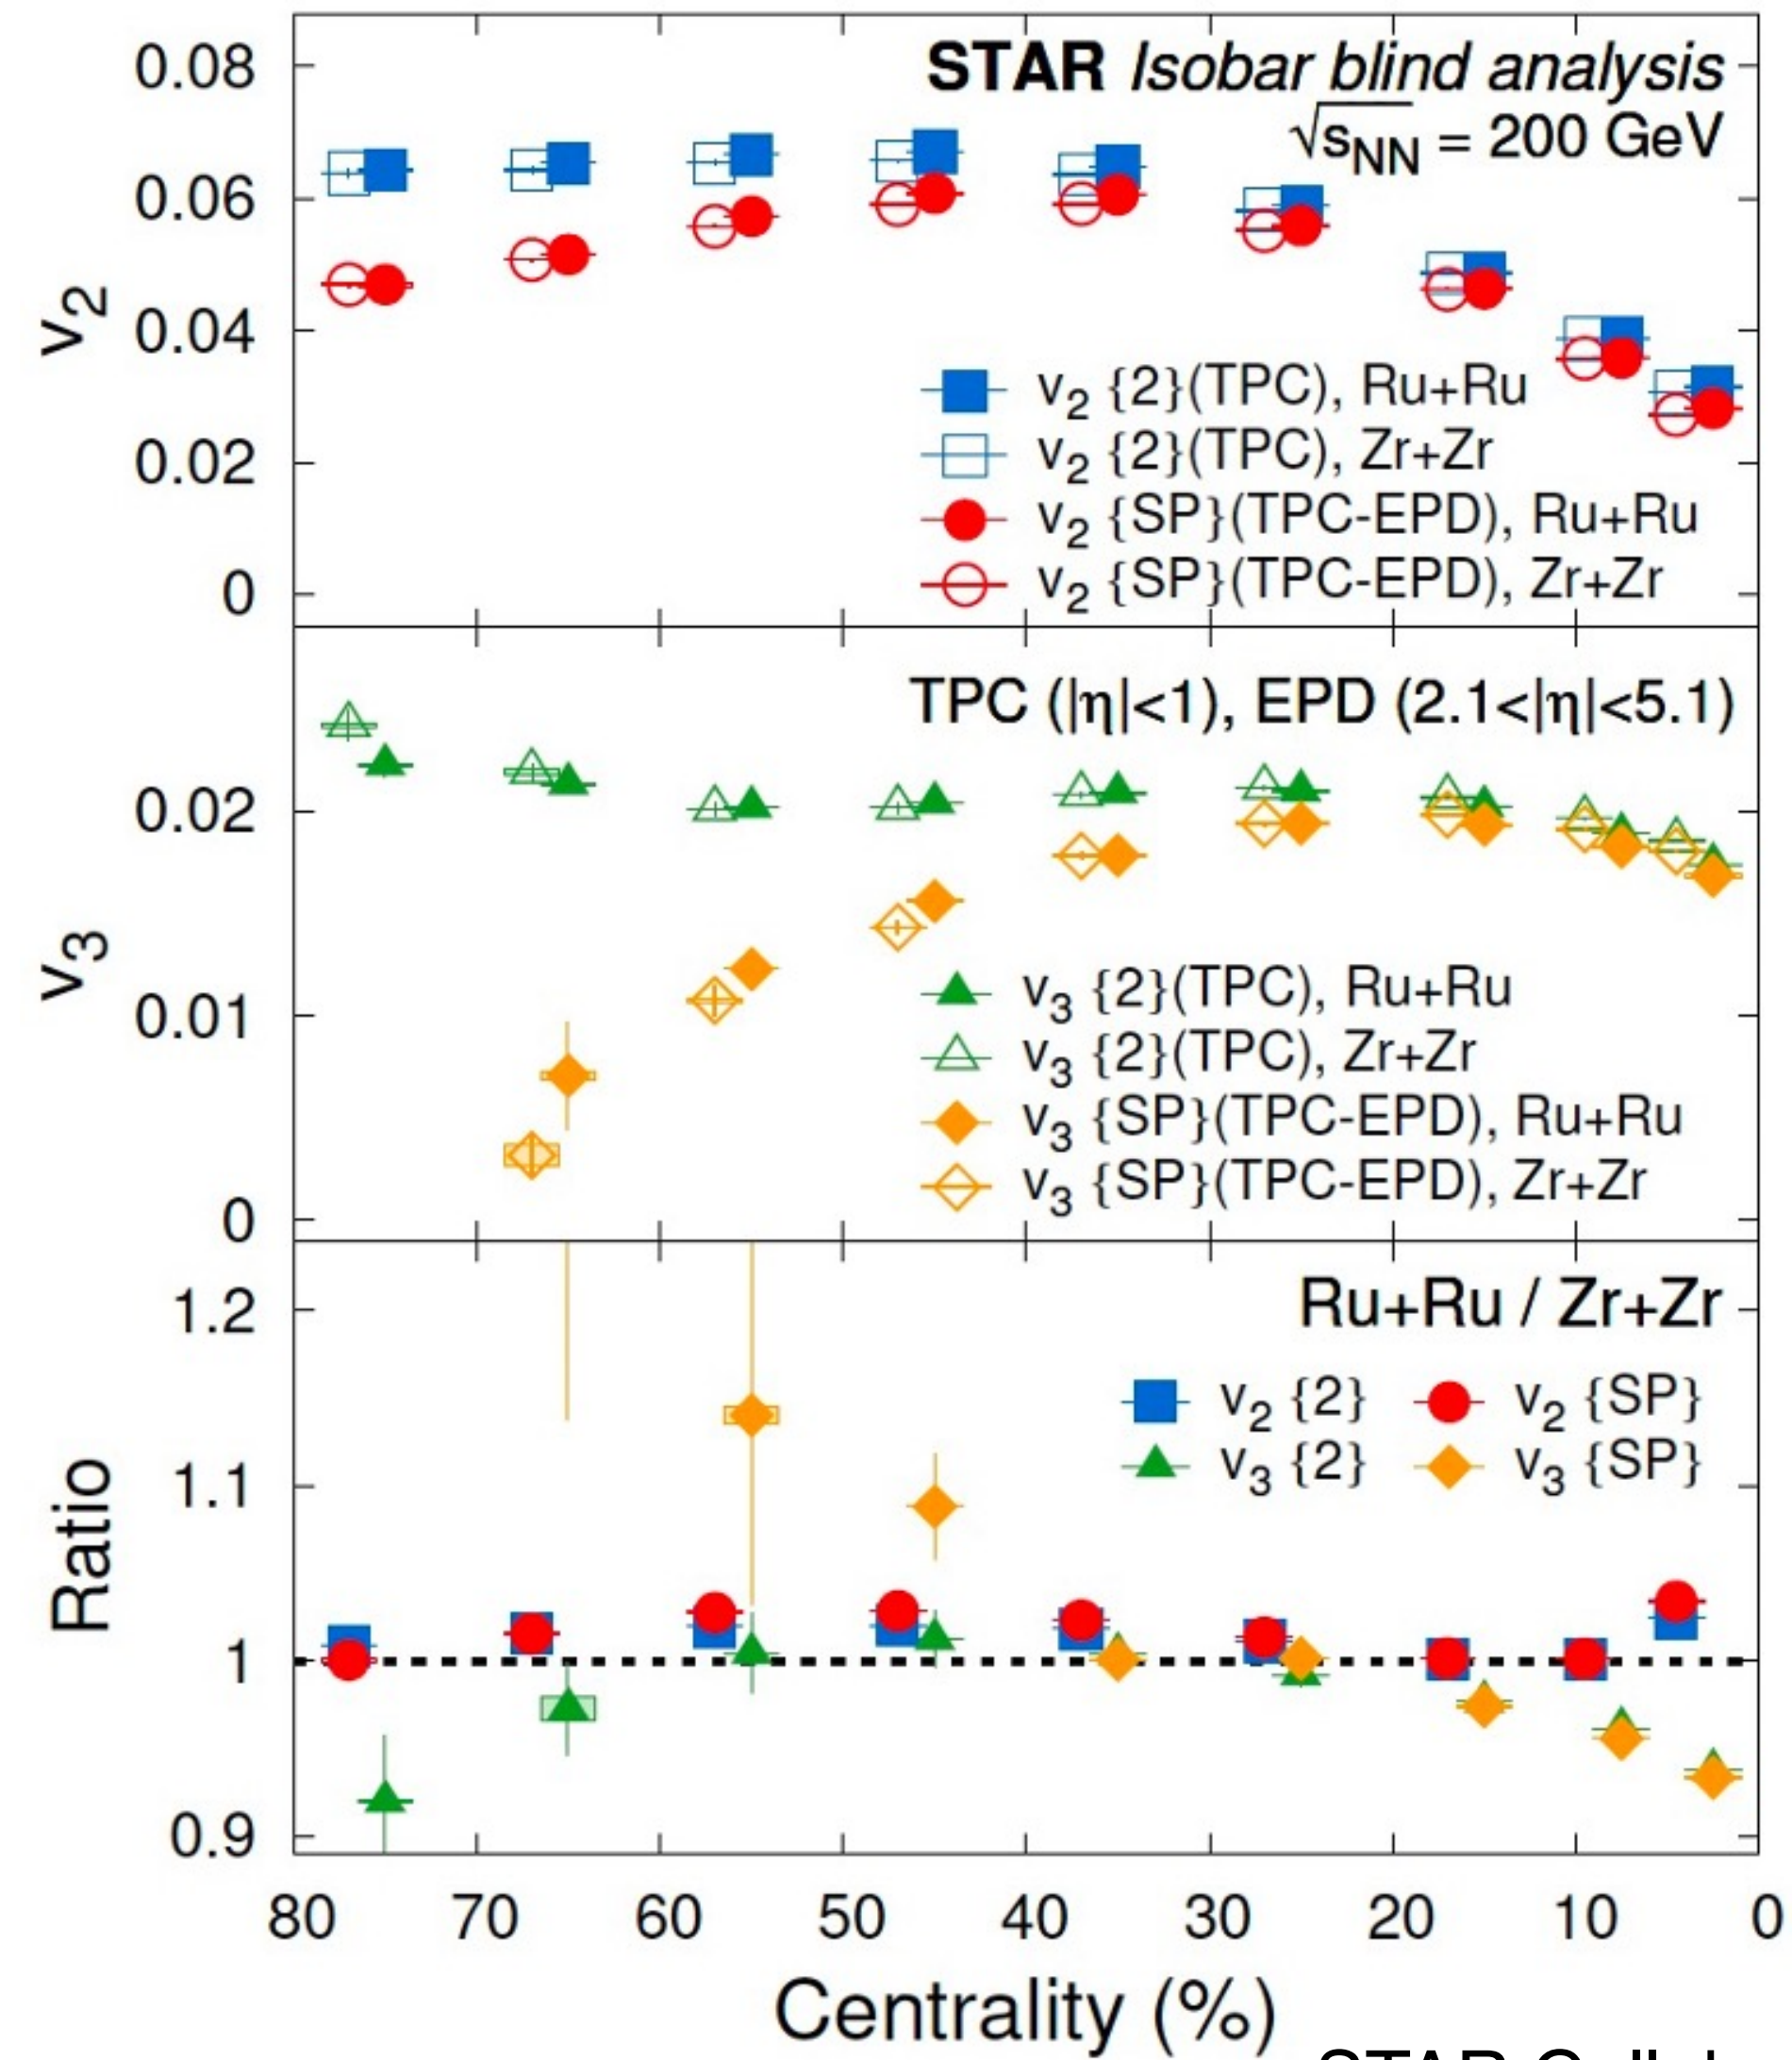 STAR Isobar blind analysis
√sNN = 200 GeV
0.08
0.06
0.04
0.02
0
v2
v2 {2}(TPC), Ru+Ru
v2 {2}(TPC), Zr+Zr
v2 {SP}(TPC-EPD), Ru+Ru
v2 {SP}(TPC-EPD), Zr+Zr
TPC (|η|<1), EPD (2.1<|η|<5.1)
0.02
0.01
0
v3
v3 {2}(TPC), Ru+Ru
v3 {2}(TPC), Zr+Zr
v3 {SP}(TPC-EPD), Ru+Ru
v3 {SP}(TPC-EPD), Zr+Zr
Ru+Ru / Zr+Zr
v2 {2} v2 {SP}
v3 {2} v3 {SP}
1.2
1.1
1
0.9
Ratio
80 70 60 50 40 30 20 10 0
Centrality (%)
STAR